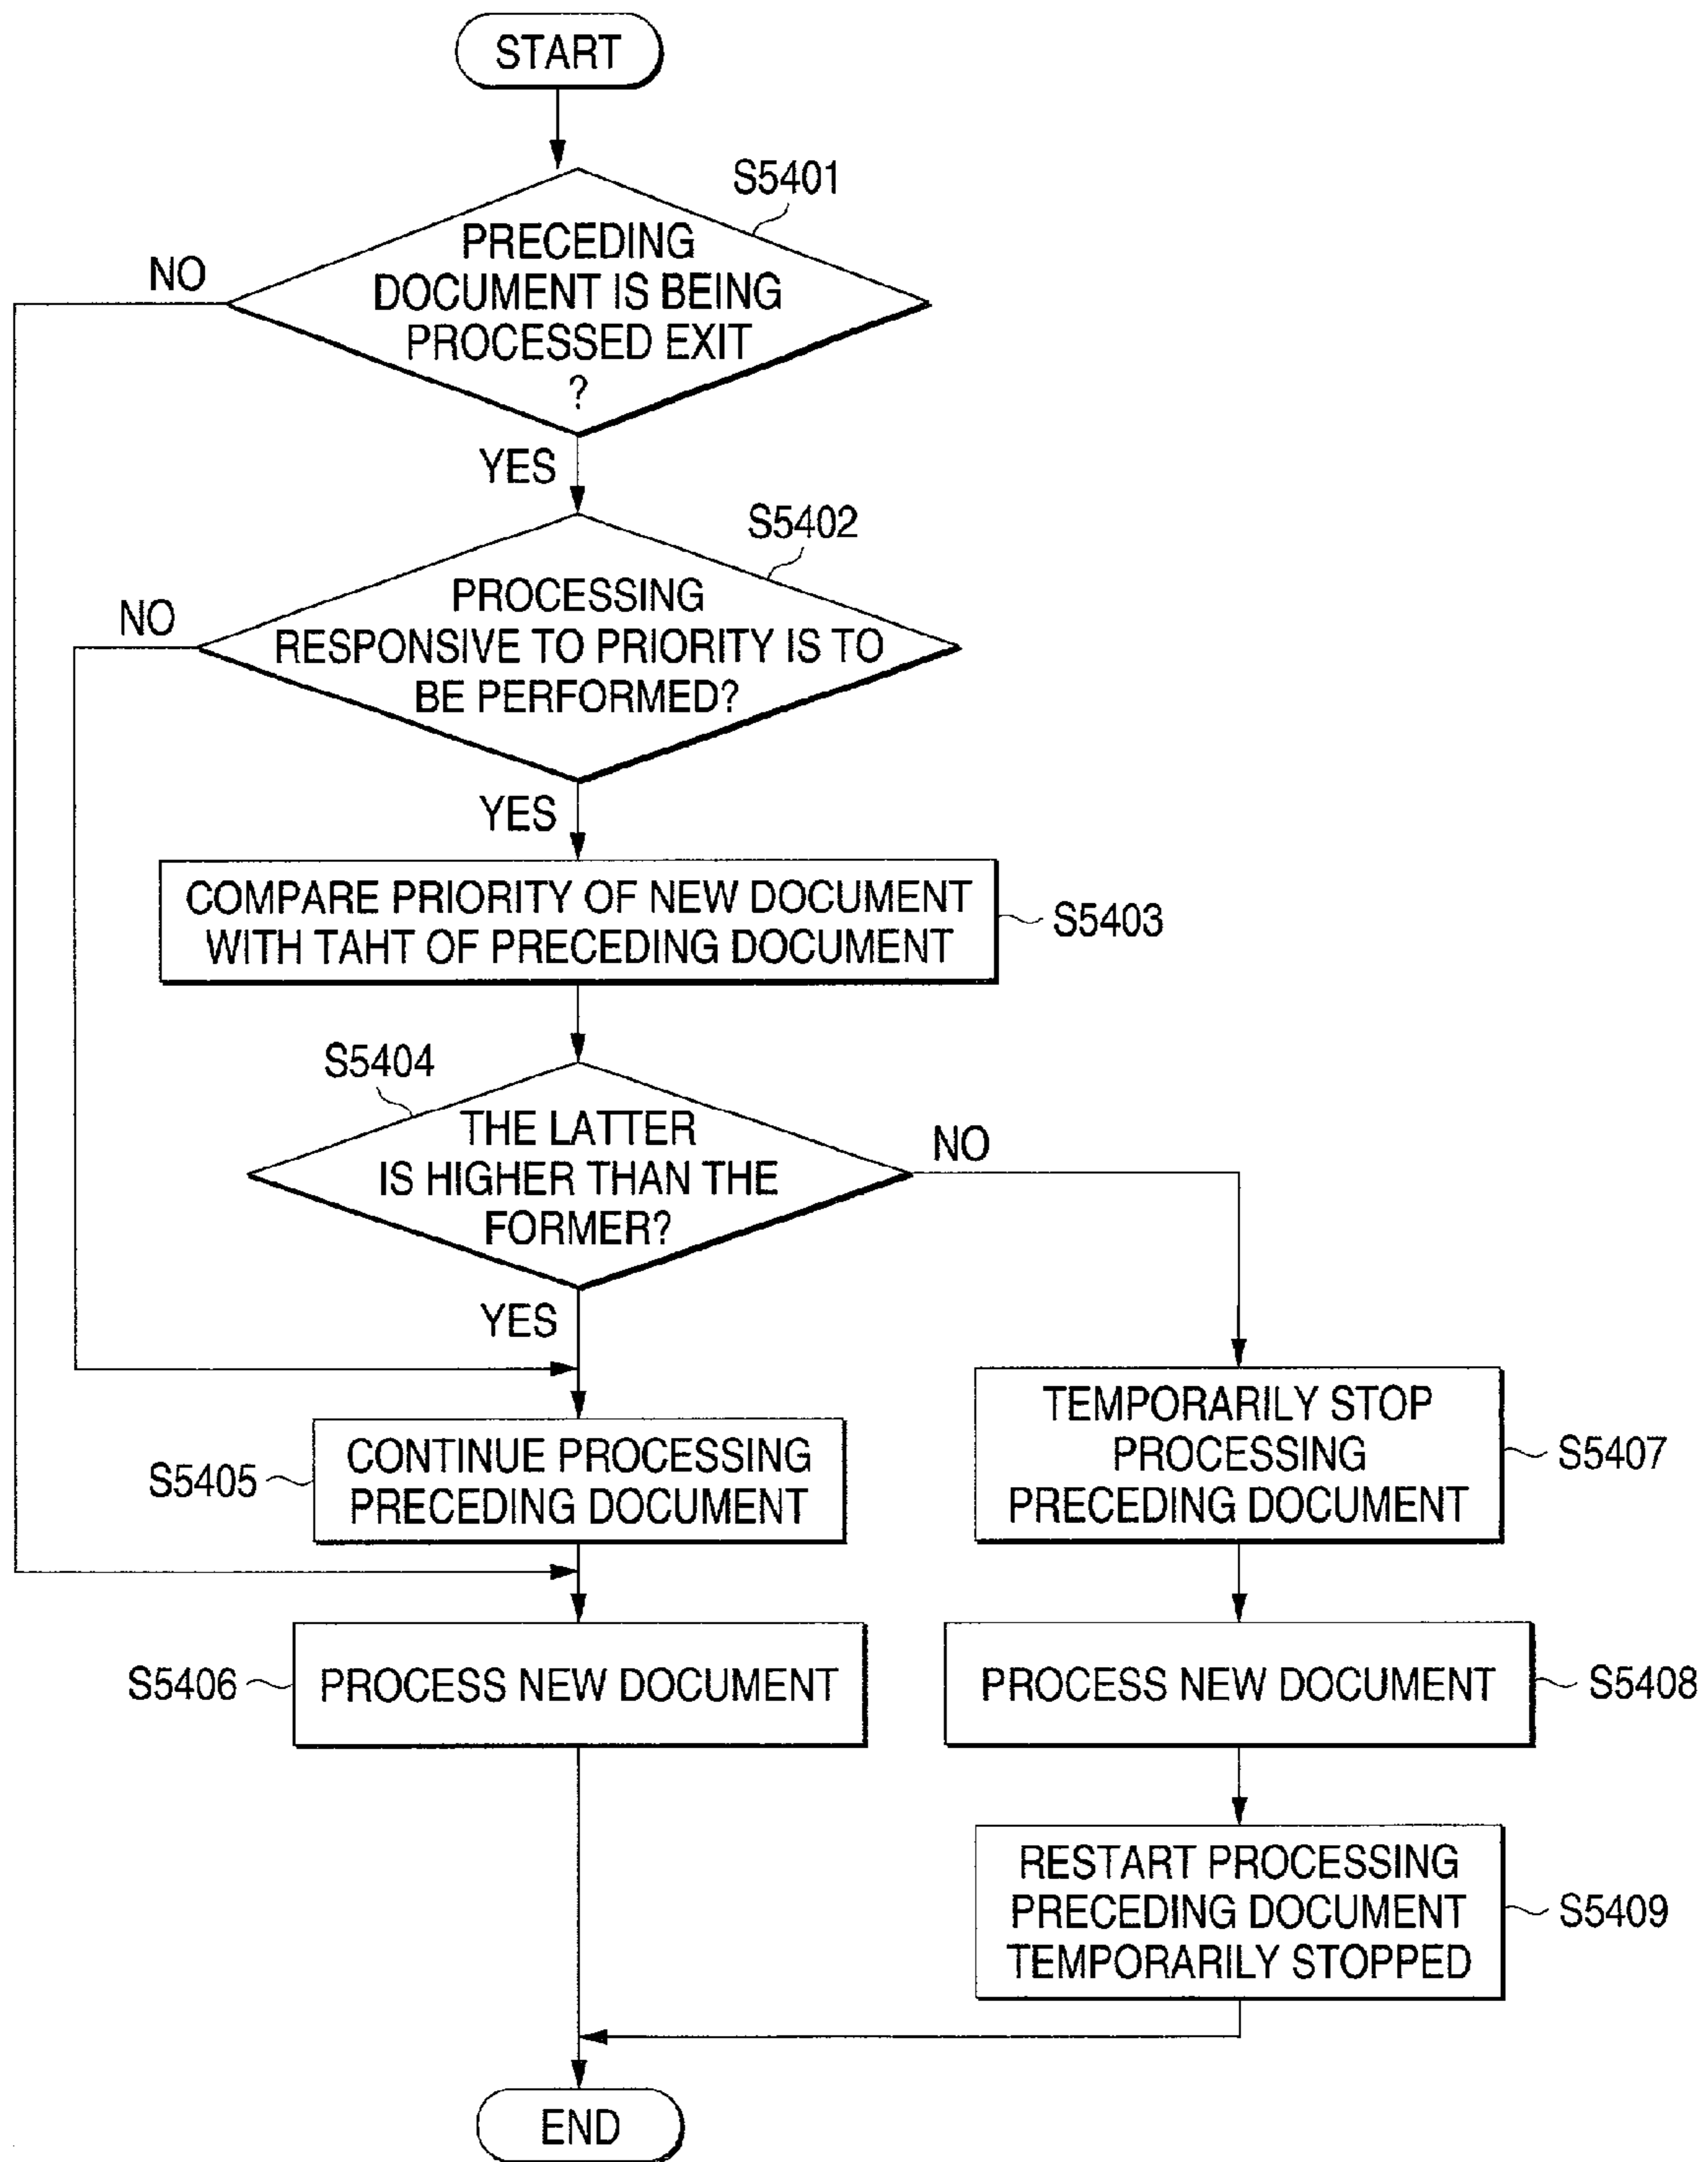 START
S5401
PRECEDING
DOCUMENT IS BEING
PROCESSED EXIT
?
NO
YES
S5402
PROCESSING
RESPONSIVE TO PRIORITY IS TO
BE PERFORMED?
NO
YES
COMPARE PRIORITY OF NEW DOCUMENT
WITH TAHT OF PRECEDING DOCUMENT
S5403
S5404
THE LATTER
IS HIGHER THAN THE
FORMER?
NO
YES
S5405
CONTINUE PROCESSING
PRECEDING DOCUMENT
TEMPORARILY STOP
PROCESSING
PRECEDING DOCUMENT
S5407
S5406
PROCESS NEW DOCUMENT
PROCESS NEW DOCUMENT
S5408
RESTART PROCESSING
PRECEDING DOCUMENT
TEMPORARILY STOPPED
S5409
END